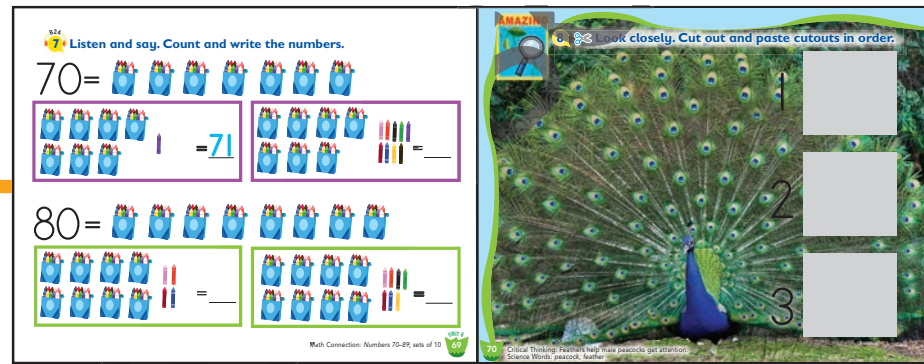 B24
7 Listen and say. Count and write the numbers.
70=
=71
=
80=
=
=
Math Connection: Numbers 70–89; sets of 10
UNIT 6
69
AMAZING
8 Look closely. Cut out and paste cutouts in order.
1
2
3
70
Critical Thinking: Feathers help male peacocks get attention.
Science Words: peacock, feather